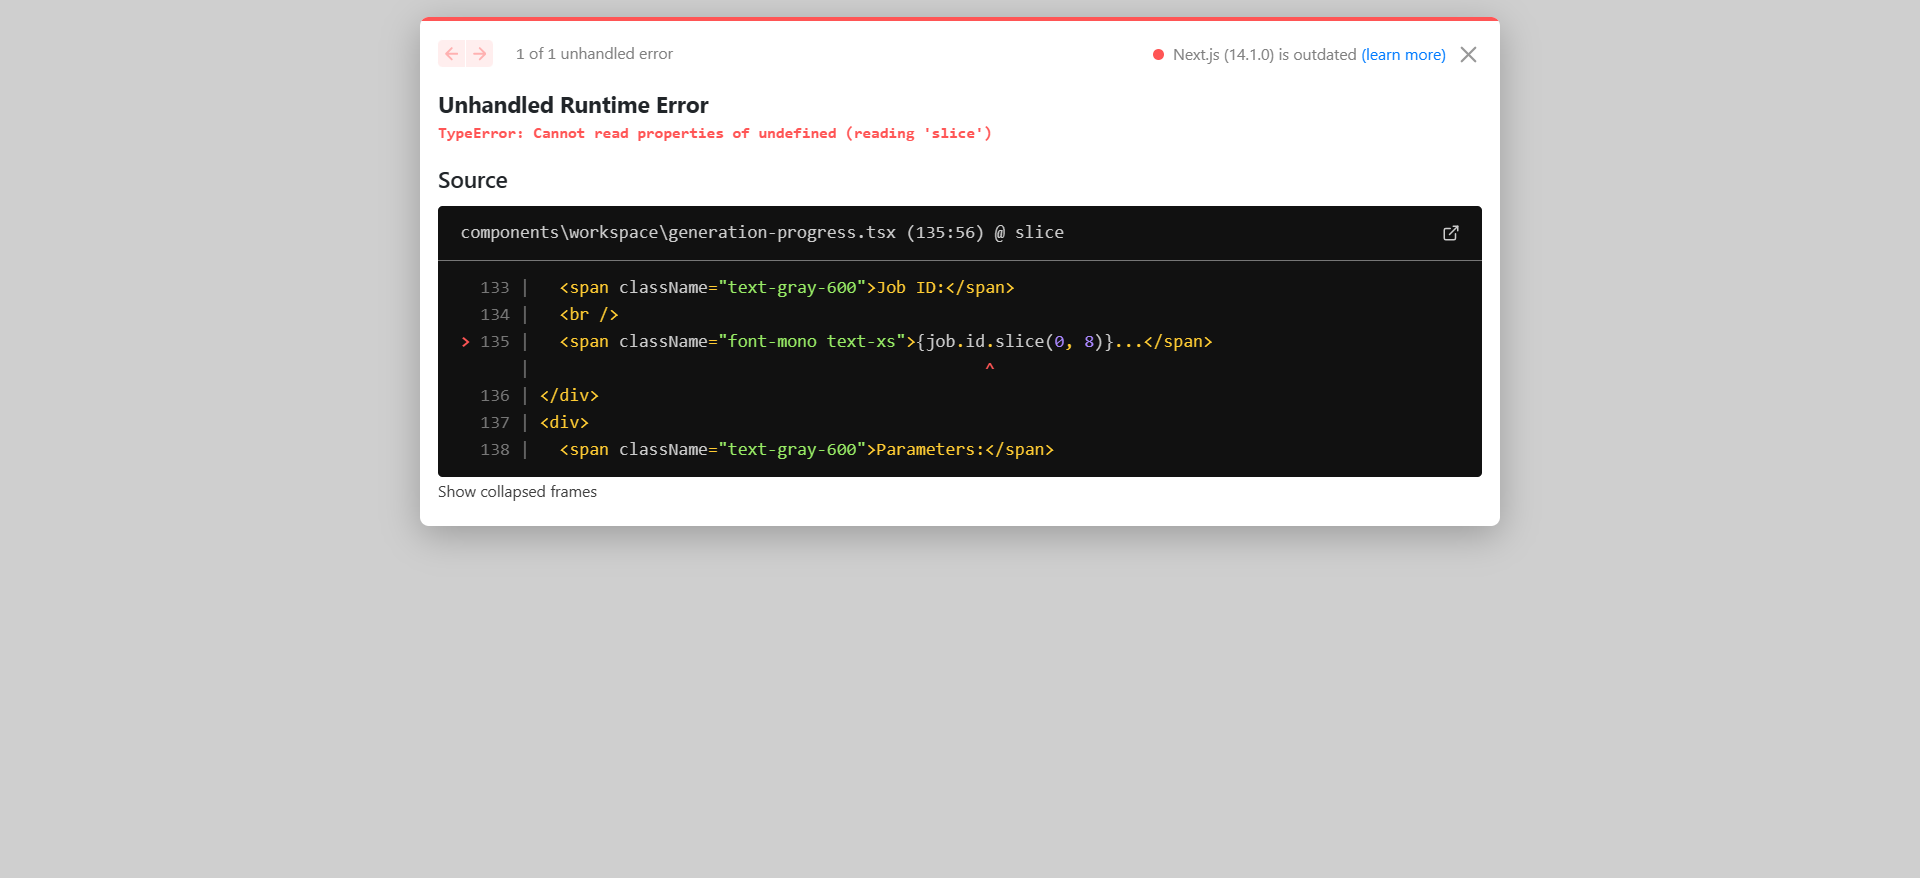 1 of 1 unhandled error
Next.js (14.1.0) is outdated (learn more)
Unhandled Runtime Error
TypeError: Cannot read properties of undefined (reading 'slice')
Source
components\workspace\generation-progress.tsx (135:56) @ slice
133 |   <span className="text-gray-600">Job ID:</span>
134 |   <br />
> 135 |   <span className="font-mono text-xs">{job.id.slice(0, 8)}...</span>
|                                              ^
136 | </div>
137 | <div>
138 |   <span className="text-gray-600">Parameters:</span>
Show collapsed frames